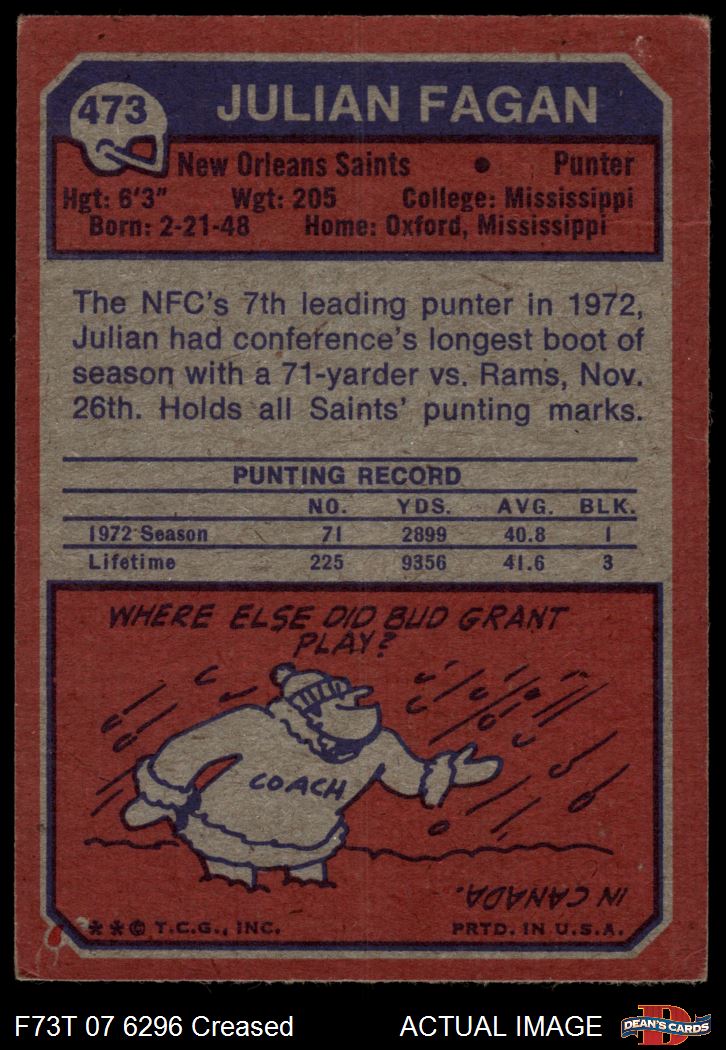 473
JULIAN FAGAN
New Orleans Saints • Punter
Hgt: 6'3" Wgt: 205 College: Mississippi
Born: 2-21-48 Home: Oxford, Mississippi
The NFC's 7th leading punter in 1972,
Julian had conference's longest boot of
season with a 71-yarder vs. Rams, Nov.
26th. Holds all Saints' punting marks.
PUNTING RECORD
NO. YDS. AVG. BLK.
1972 Season 71 2899 40.8 1
Lifetime 225 9356 41.6 3
WHERE ELSE DID BUD GRANT
PLAY?
COACH
IN CANADA.
**© T.C.G., INC. PRTD. IN U.S.A.
F73T 07 6296 Creased ACTUAL IMAGE
D
DEAN'S CARDS